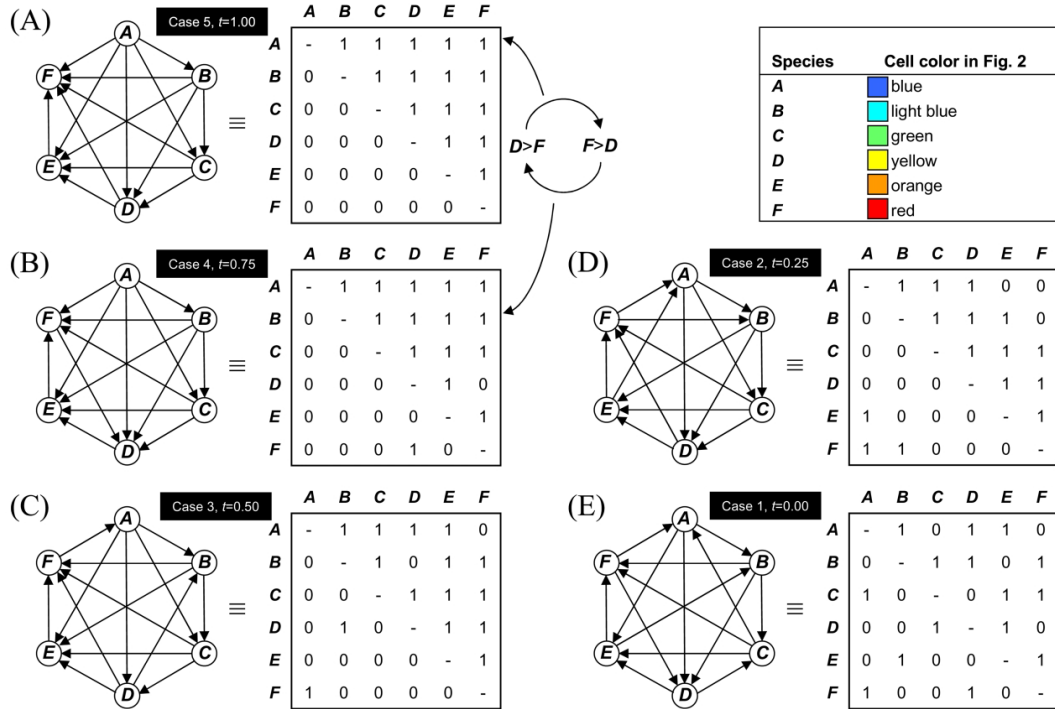 (A)
Case 5, t=1.00
A
B
C
D
E
F
≡
A B C D E F
A - 1 1 1 1 1
B 0 - 1 1 1 1
C 0 0 - 1 1 1
D 0 0 0 - 1 1
E 0 0 0 0 - 1
F 0 0 0 0 0 -
D>F F>D
Species Cell color in Fig. 2
A blue
B light blue
C green
D yellow
E orange
F red
(B)
Case 4, t=0.75
A
B
C
D
E
F
≡
A B C D E F
A - 1 1 1 1 1
B 0 - 1 1 1 1
C 0 0 - 1 1 1
D 0 0 0 - 1 0
E 0 0 0 0 - 1
F 0 0 0 1 0 -
(D)
Case 2, t=0.25
A
B
C
D
E
F
≡
A B C D E F
A - 1 1 1 0 0
B 0 - 1 1 1 0
C 0 0 - 1 1 1
D 0 0 0 - 1 1
E 1 0 0 0 - 1
F 1 1 0 0 0 -
(C)
Case 3, t=0.50
A
B
C
D
E
F
≡
A B C D E F
A - 1 1 1 1 0
B 0 - 1 0 1 1
C 0 0 - 1 1 1
D 0 1 0 - 1 1
E 0 0 0 0 - 1
F 1 0 0 0 0 -
(E)
Case 1, t=0.00
A
B
C
D
E
F
≡
A B C D E F
A - 1 0 1 1 0
B 0 - 1 1 0 1
C 1 0 - 0 1 1
D 0 0 1 - 1 0
E 0 1 0 0 - 1
F 1 0 0 1 0 -